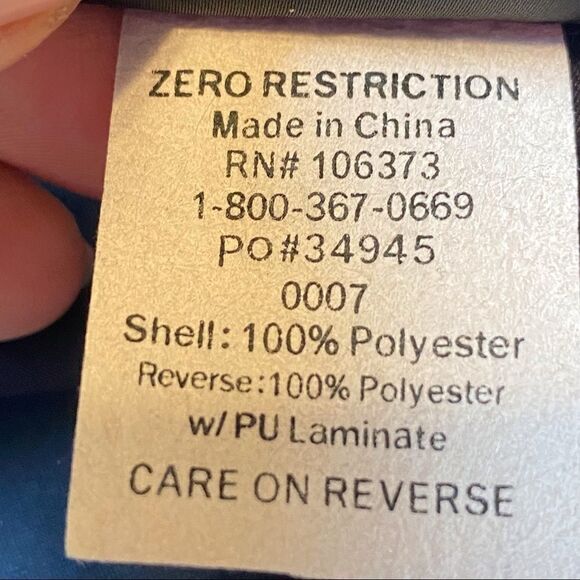 ZERO RESTRICTION
Made in China
RN# 106373
1-800-367-0669
PO#34945
0007
Shell: 100% Polyester
Reverse:100% Polyester
w/ PU Laminate
CARE ON REVERSE